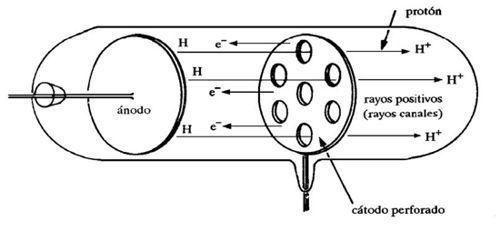 protón
H e⁻ H⁺
H H⁺
e⁻
ánodo
rayos positivos
(rayos canales)
H e⁻ H⁺
cátodo perforado